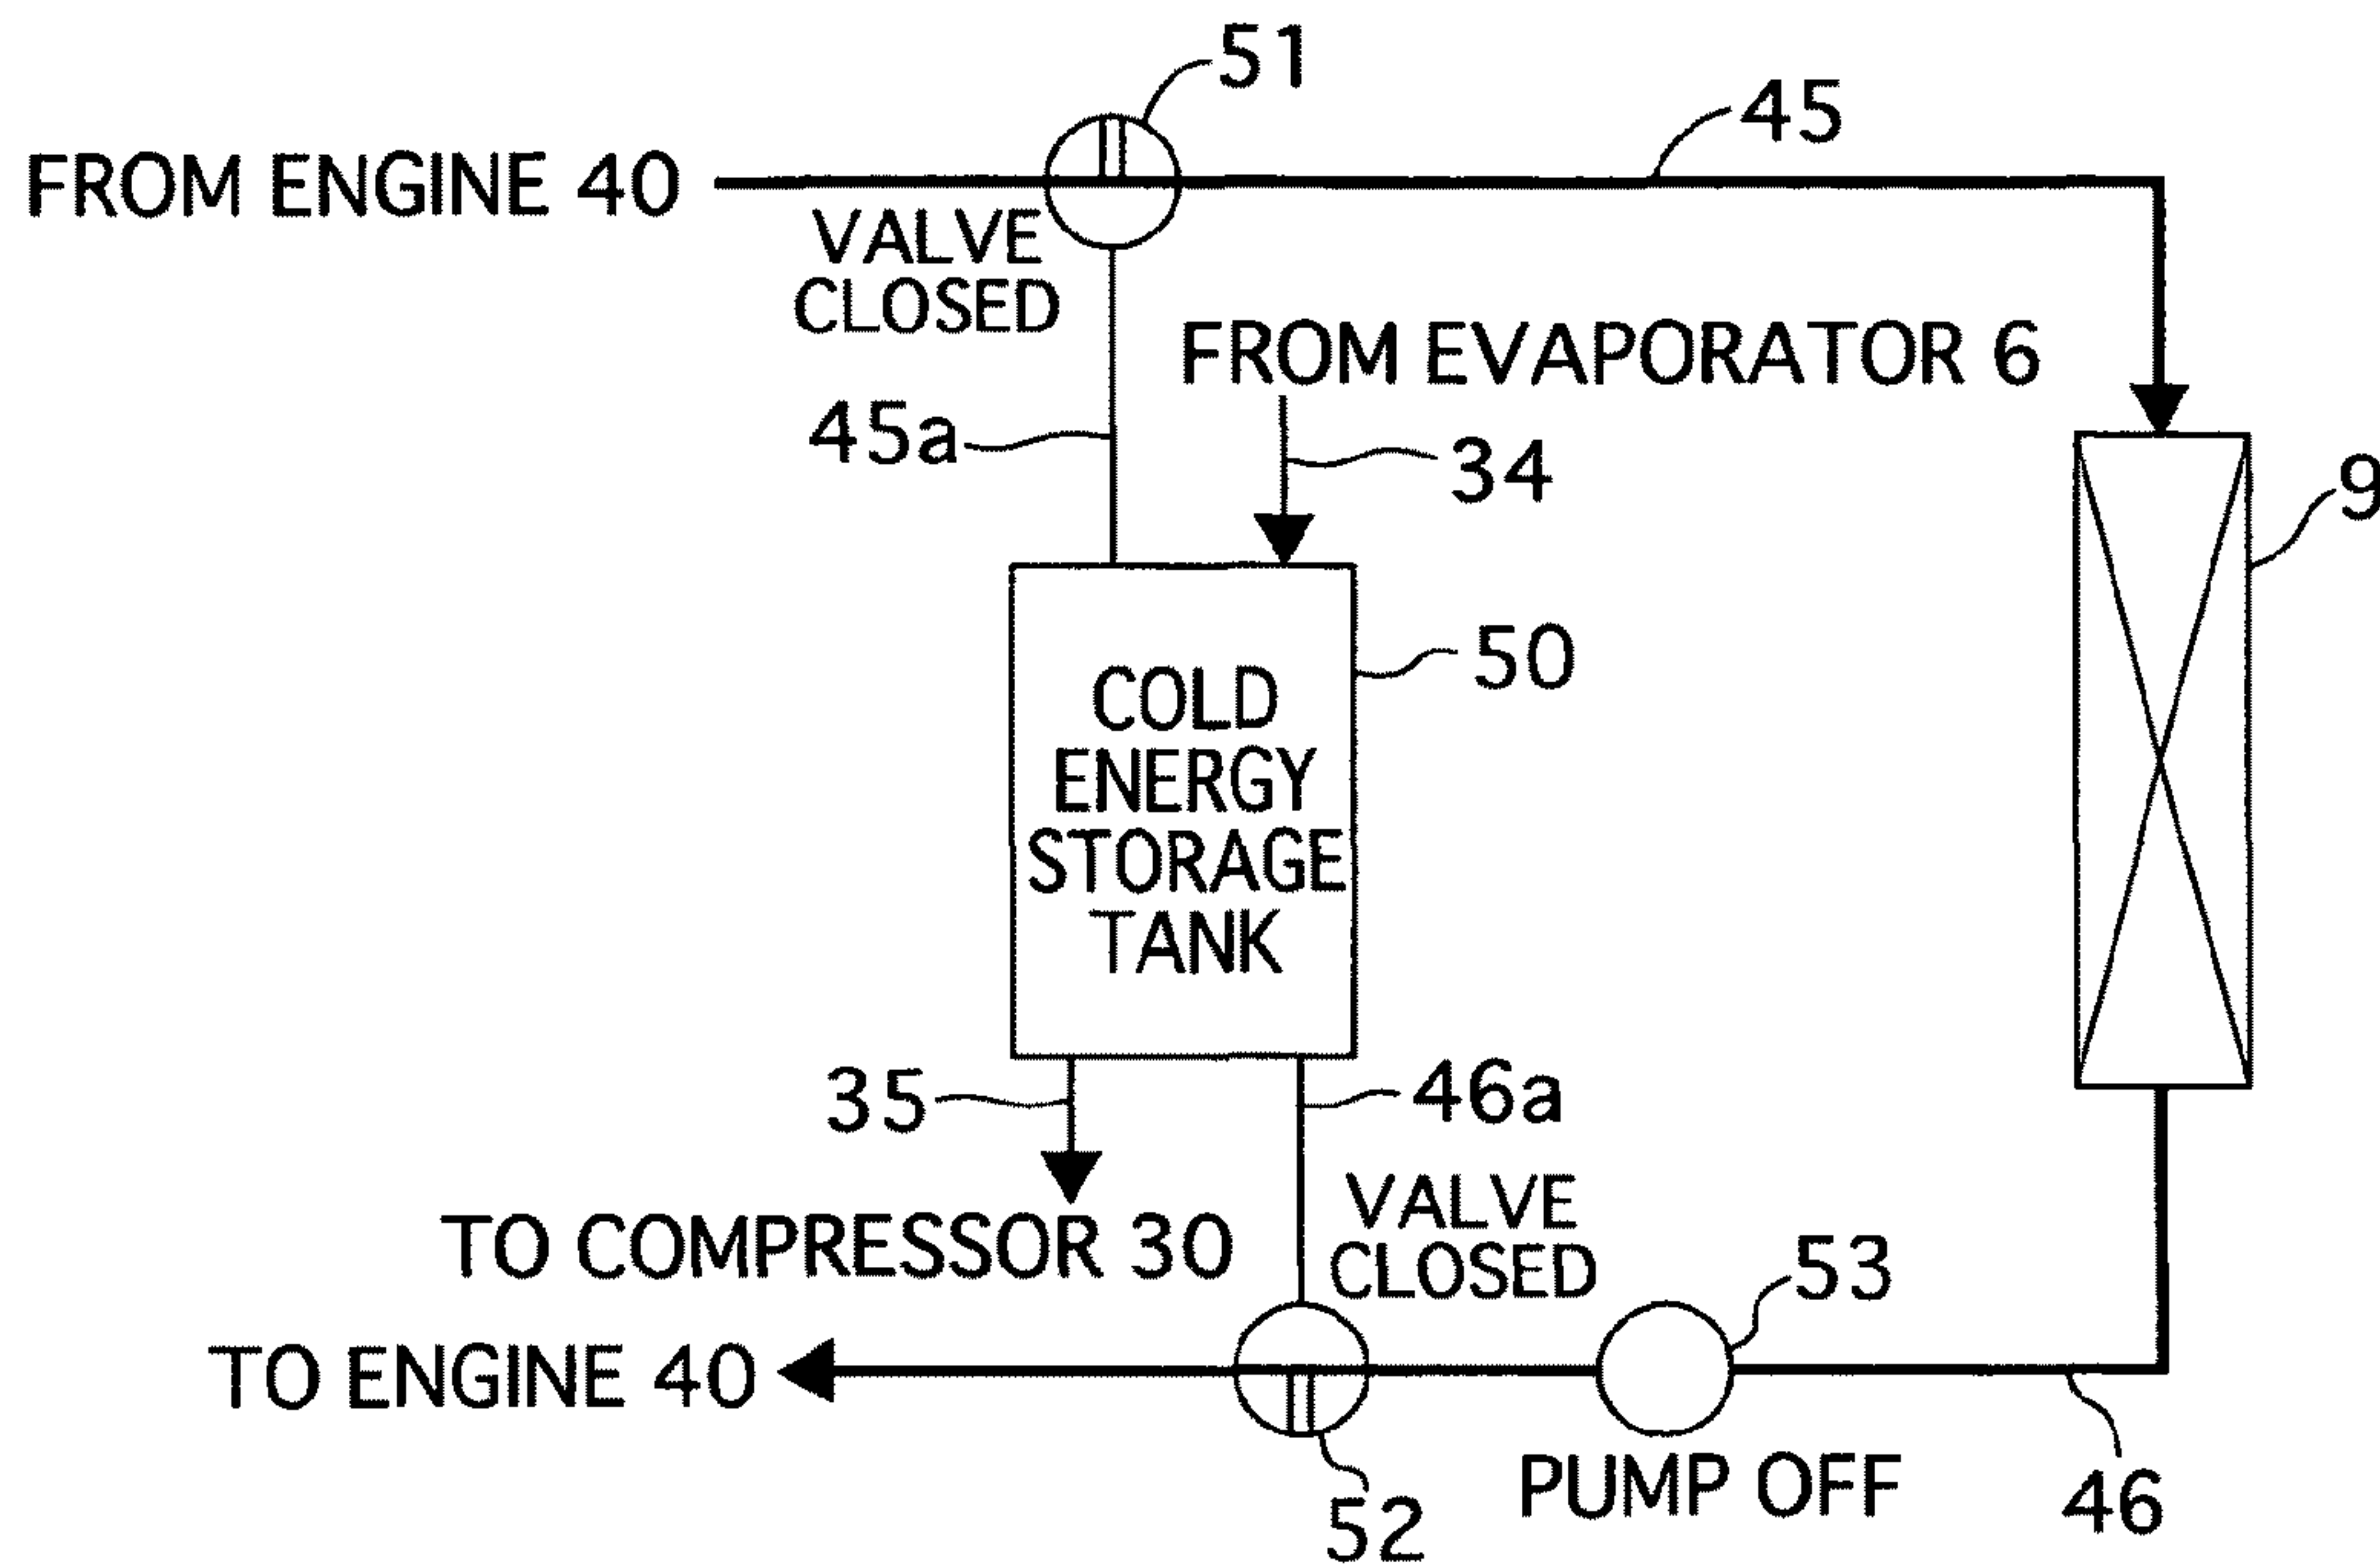 51
45
FROM ENGINE 40
VALVE
CLOSED
FROM EVAPORATOR 6
45a
34
9
50
COLD
ENERGY
STORAGE
TANK
35
46a
VALVE
CLOSED
TO COMPRESSOR 30
53
TO ENGINE 40
PUMP OFF
46
52